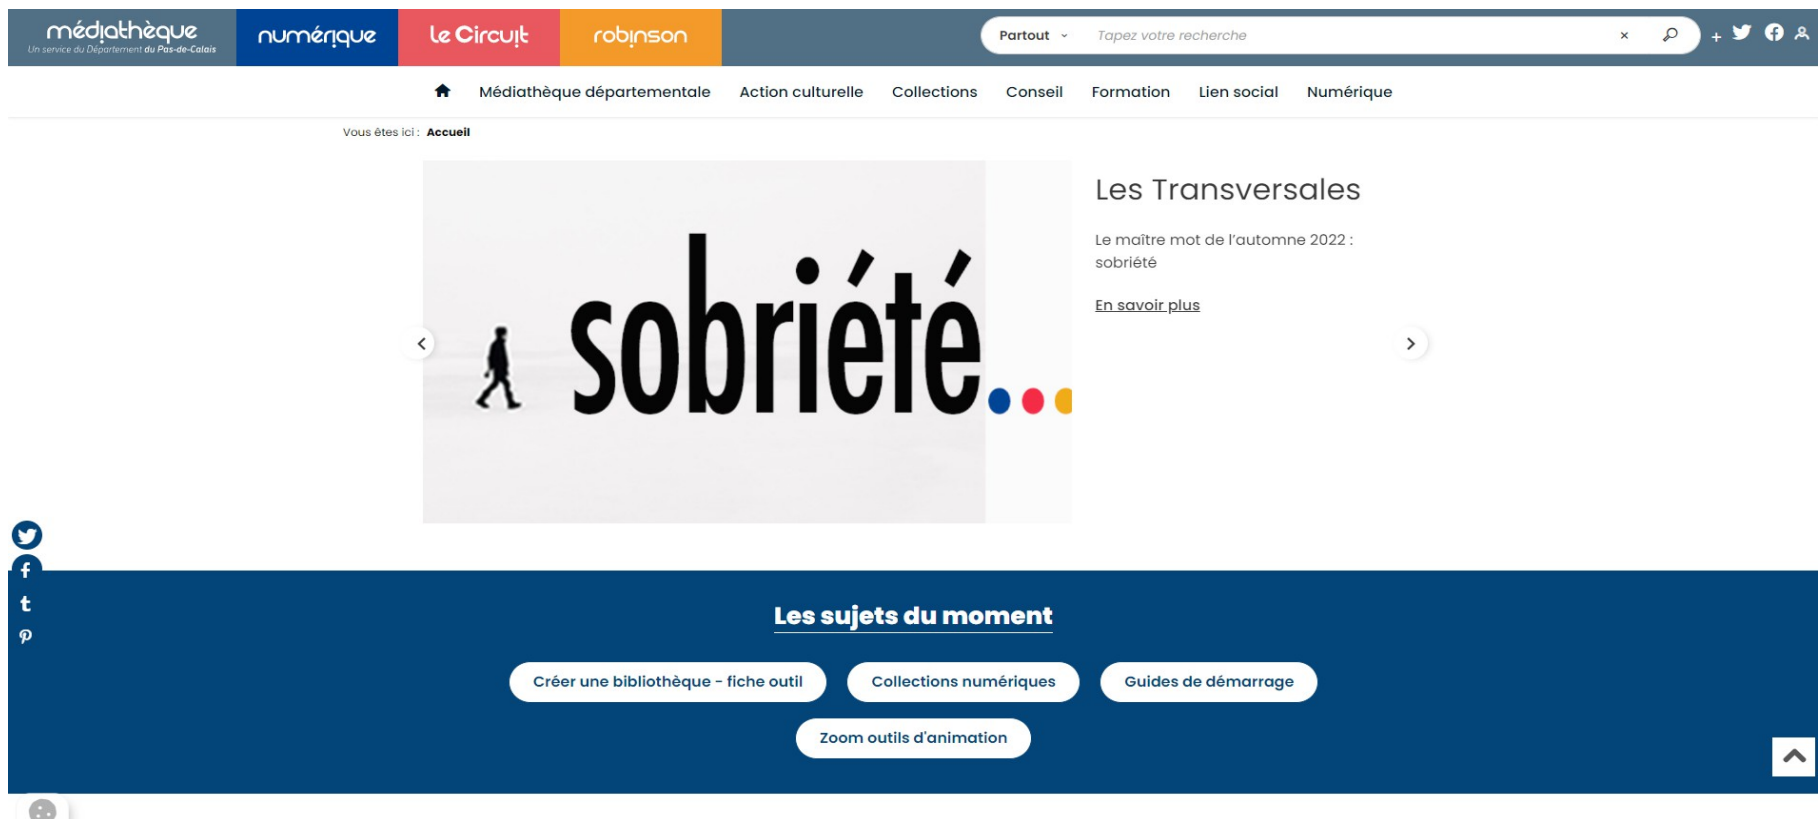 médiathèque
Un service du Département du Pas-de-Calais
numérique
le Circuit
robinson
Partout
Tapez votre recherche
×
+
Médiathèque départementale
Action culturelle
Collections
Conseil
Formation
Lien social
Numérique
Vous êtes ici : Accueil
sobriété...
Les Transversales
Le maître mot de l'automne 2022 :
sobriété
En savoir plus
Les sujets du moment
Créer une bibliothèque - fiche outil
Collections numériques
Guides de démarrage
Zoom outils d'animation